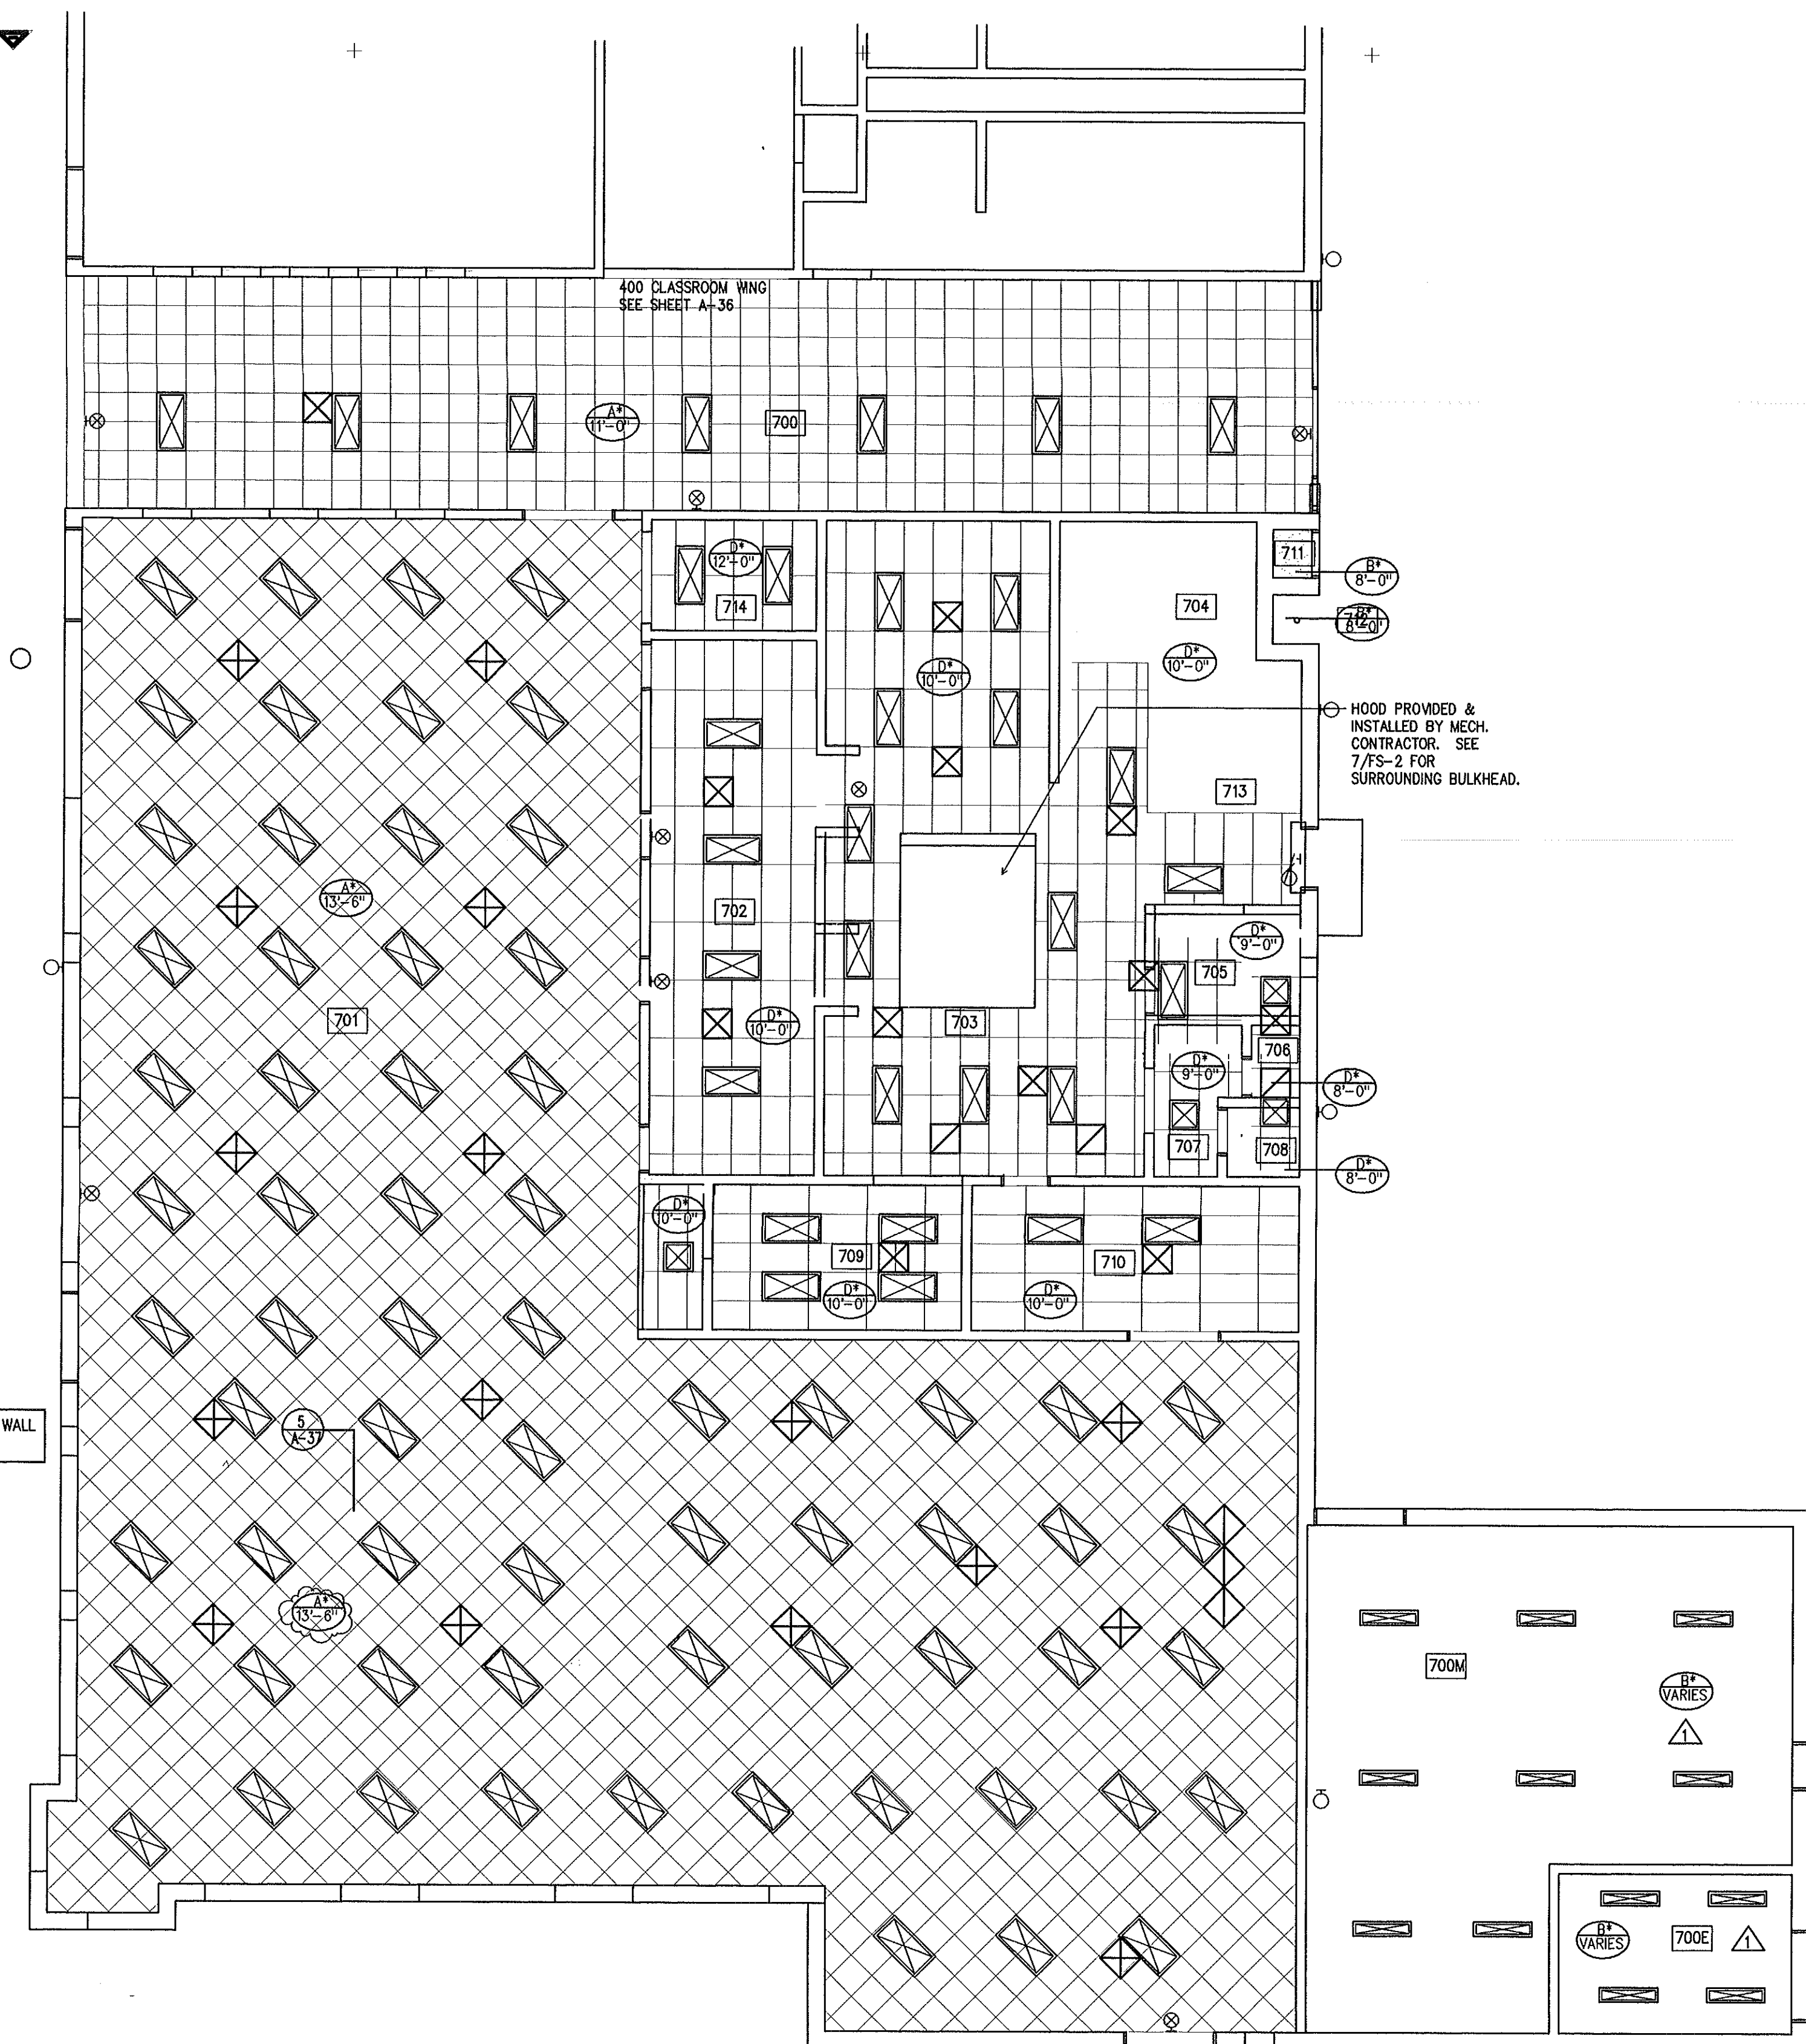 400 CLASSROOM WING
SEE SHEET A-36
A*
11'-0"
700
D*
12'-0"
714
711
B*
8'-0"
704
B*
8'-0"
D*
10'-0"
D*
10'-0"
HOOD PROVIDED &
INSTALLED BY MECH.
CONTRACTOR. SEE
7/FS-2 FOR
SURROUNDING BULKHEAD.
713
A*
13'-6"
702
D*
9'-0"
705
701
D*
10'-0"
703
706
D*
9'-0"
D*
8'-0"
707
708
D*
8'-0"
D*
10'-0"
709
710
D*
10'-0"
D*
10'-0"
WALL
5
A-37
A*
13'-6"
700M
B*
VARIES
1
B*
VARIES
700E
1